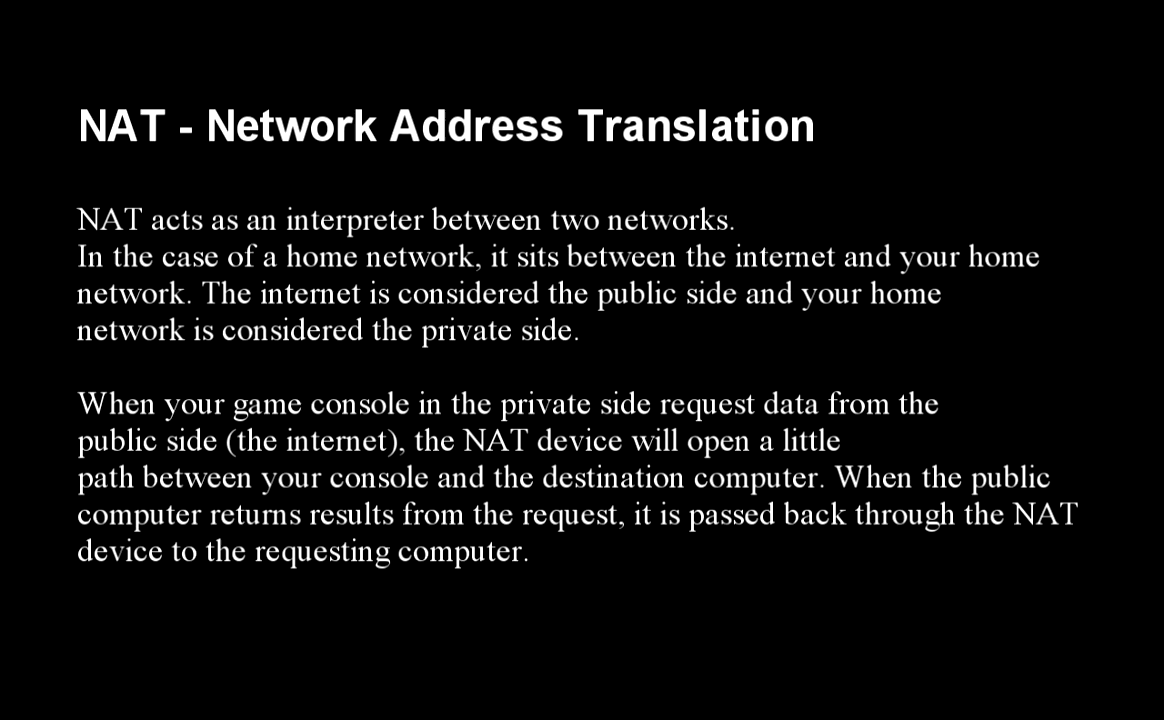 NAT - Network Address Translation
NAT acts as an interpreter between two networks.
In the case of a home network, it sits between the internet and your home
network. The internet is considered the public side and your home
network is considered the private side.
When your game console in the private side request data from the
public side (the internet), the NAT device will open a little
path between your console and the destination computer. When the public
computer returns results from the request, it is passed back through the NAT
device to the requesting computer.